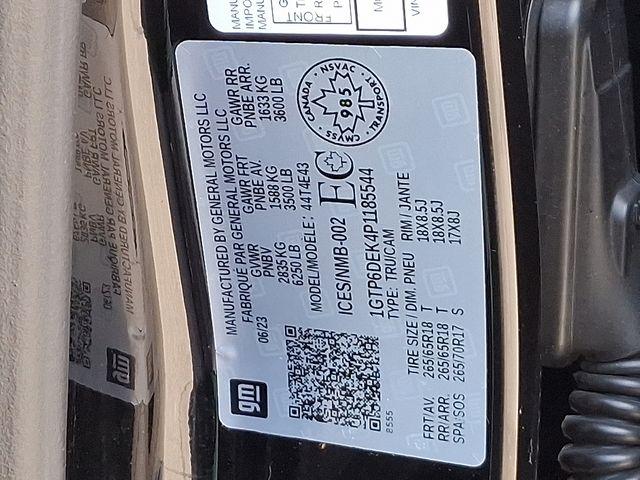 MANUFACTURED BY GENERAL MOTORS LLC
FABRIQUE PAR GENERAL MOTORS LLC
06/23 GVWR GAWR FRT GAWR RR
PNBV PNBE AV. PNBE ARR.
2835 KG 1588 KG 1633 KG
6250 LB 3500 LB 3600 LB
MODEL/MODÈLE: 44T4E43
ICES/NMB-002 EC
CANADA NSVAC
985
CMVSS TRANSPORT
1GTP6DEK4P1185544
TYPE: TRU/CAM
TIRE SIZE / DIM. PNEU RIM / JANTE
FRT/AV. 265/65R18 T 18X8.5J
RR/ARR. 265/65R18 T 18X8.5J
SPA/SOS 265/70R17 S 17X8J
gm
8555